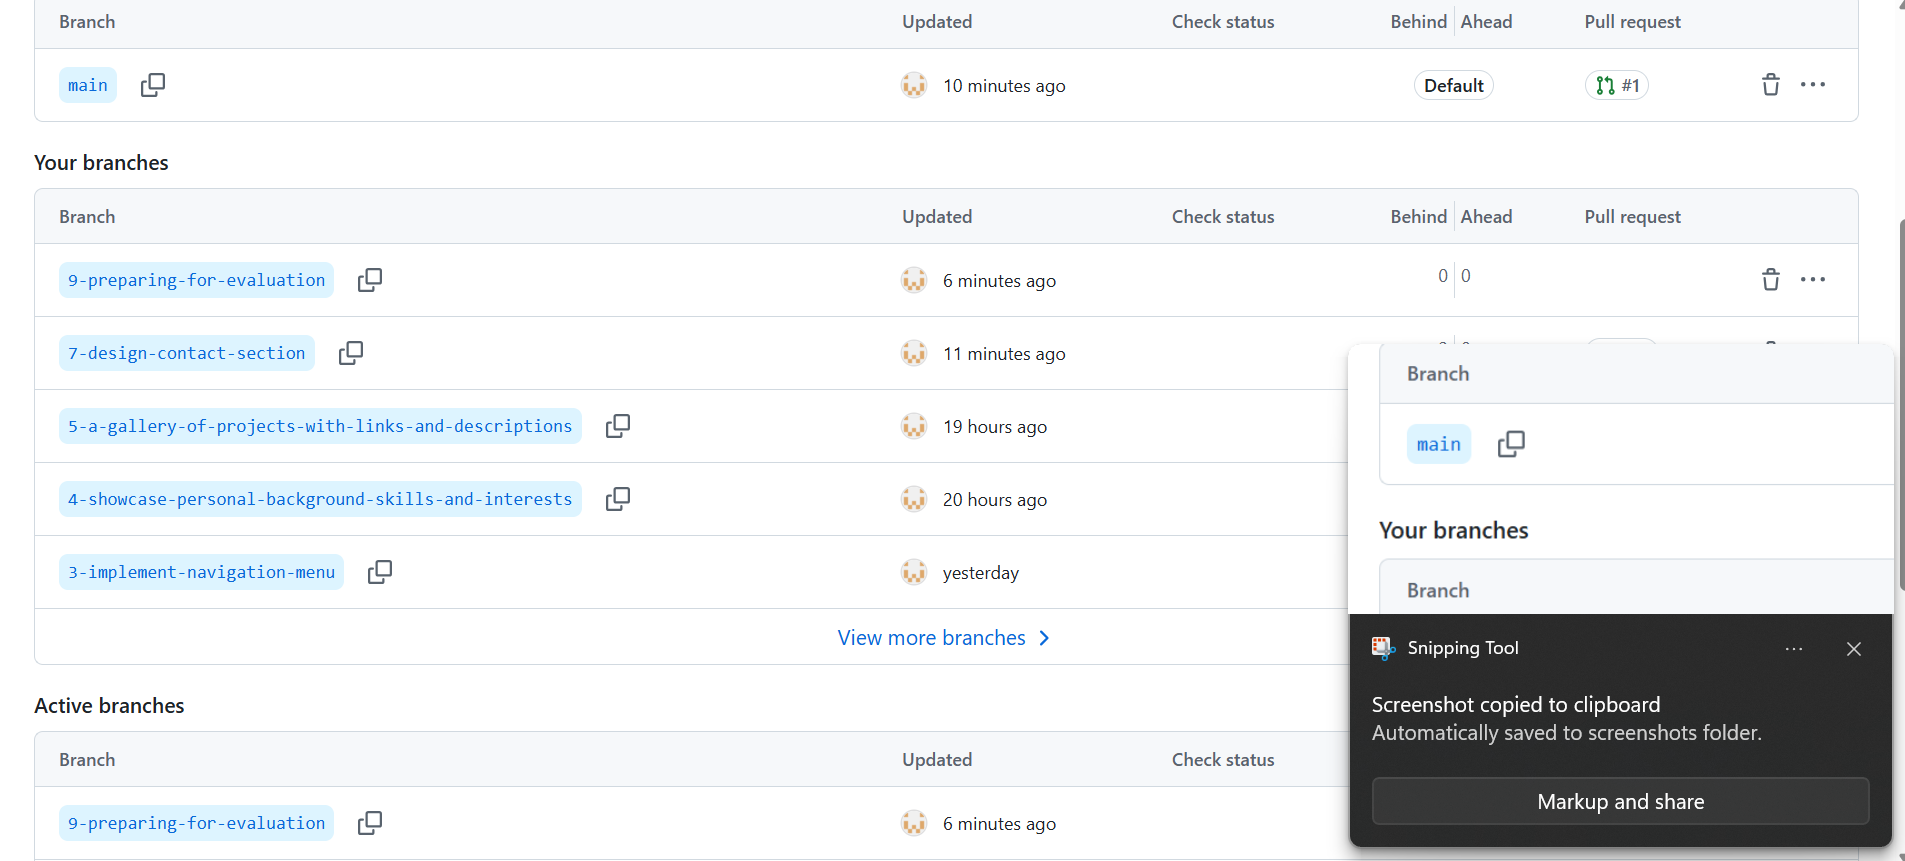 Branch Updated Check status Behind Ahead Pull request
main 10 minutes ago Default #1
Your branches
Branch Updated Check status Behind Ahead Pull request
9-preparing-for-evaluation 6 minutes ago 0 0
7-design-contact-section 11 minutes ago
5-a-gallery-of-projects-with-links-and-descriptions 19 hours ago
4-showcase-personal-background-skills-and-interests 20 hours ago
3-implement-navigation-menu yesterday
View more branches
Active branches
Branch Updated Check status
9-preparing-for-evaluation 6 minutes ago
Branch
main
Your branches
Branch
Snipping Tool
Screenshot copied to clipboard
Automatically saved to screenshots folder.
Markup and share